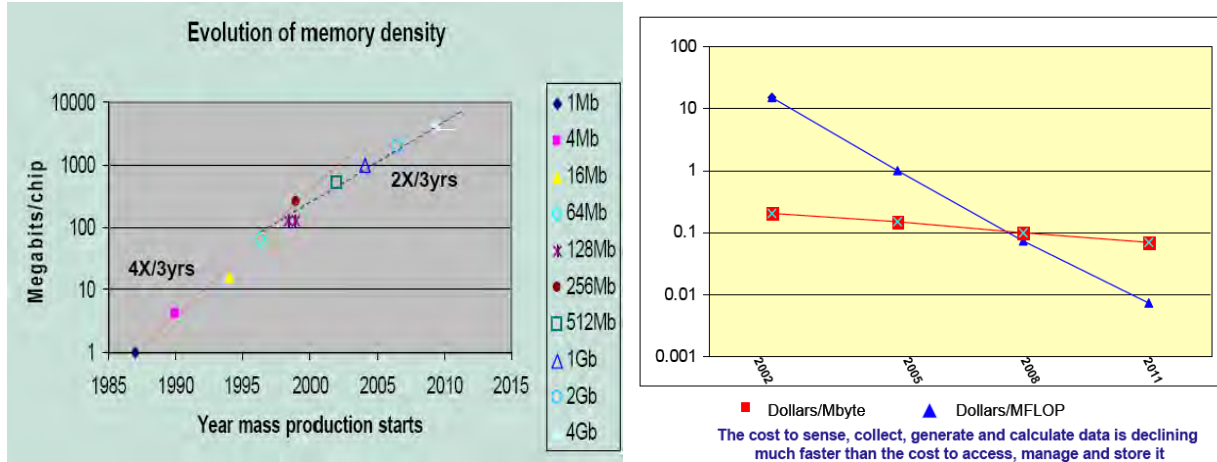 Evolution of memory density
Megabits/chip
10000
1000
100
10
1
4X/3yrs
2X/3yrs
1985 1990 1995 2000 2005 2010 2015
Year mass production starts
1Mb
4Mb
16Mb
64Mb
128Mb
256Mb
512Mb
1Gb
2Gb
4Gb
100
10
1
0.1
0.01
0.001
2002 2005 2008 2011
Dollars/Mbyte Dollars/MFLOP
The cost to sense, collect, generate and calculate data is declining
much faster than the cost to access, manage and store it